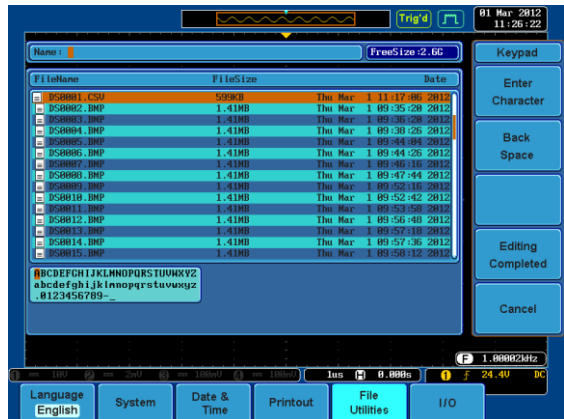 Trig'd
01 Mar 2012
11:26:22
Name:
FreeSize:2.6G
FileName FileSize Date
DS0001.CSV 599KB Thu Mar 1 11:17:06 2012
DS0002.BMP 1.41MB Thu Mar 1 09:35:20 2012
DS0003.BMP 1.41MB Thu Mar 1 09:36:20 2012
DS0004.BMP 1.41MB Thu Mar 1 09:38:26 2012
DS0005.BMP 1.41MB Thu Mar 1 09:44:04 2012
DS0006.BMP 1.41MB Thu Mar 1 09:44:26 2012
DS0007.BMP 1.41MB Thu Mar 1 09:46:16 2012
DS0008.BMP 1.41MB Thu Mar 1 09:47:44 2012
DS0009.BMP 1.41MB Thu Mar 1 09:52:16 2012
DS0010.BMP 1.41MB Thu Mar 1 09:52:42 2012
DS0011.BMP 1.41MB Thu Mar 1 09:53:58 2012
DS0012.BMP 1.41MB Thu Mar 1 09:56:48 2012
DS0013.BMP 1.41MB Thu Mar 1 09:57:18 2012
DS0014.BMP 1.41MB Thu Mar 1 09:57:36 2012
DS0015.BMP 1.41MB Thu Mar 1 09:58:12 2012
ABCDEFGHIJKLMNOPQRSTUVWXYZ
abcdefghijklmnopqrstuvwxyz
.0123456789-_
Keypad
Enter
Character
Back
Space
Editing
Completed
Cancel
F 1.00002kHz
1 10V 2 2mV 3 100mV 4 100mV 1us H 0.000s 1 24.4V DC
Language
English
System
Date &
Time
Printout
File
Utilities
I/O